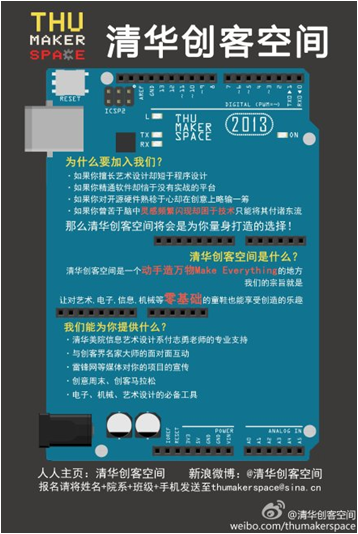 THU
MAKER
SPACE
清华创客空间
RESET
ICSP2
AREF
GND
13
12
~11
~10
~9
8
7
~6
~5
4
~3
2
TX0▶1
RX0◀0
DIGITAL (PWM=~)
L
TX
RX
THU
MAKER
SPACE
2013
ON
为什么要加入我们?
·如果你擅长艺术设计却短于程序设计
·如果你精通软件却怯于没有实战的平台
·如果你对开源硬件熟稔于心却在创意上略输一筹
·如果你曾苦于脑中灵感频繁闪现却困于技术只能将其付诸东流
那么清华创客空间将会是为你量身打造的选择!
清华创客空间是什么?
清华创客空间是一个动手造万物Make Everything的地方
我们的宗旨就是
让对艺术、电子、信息、机械等零基础的童鞋也能享受创造的乐趣
我们能为你提供什么?
·清华美院信息艺术设计系付志勇老师的专业支持
·与创客界名家大师的面对面互动
·雷锋网等媒体对你的项目的宣传
·创意周末、创客马拉松
·电子、机械、艺术设计的必备工具
IOREF
RESET
3V3
5V
GND
GND
VIN
POWER
A0
A1
A2
A3
A4
A5
ANALOG IN
人人主页:清华创客空间 新浪微博:@清华创客空间
报名请将姓名+院系+班级+手机发送至thumakerspace@sina.cn
@清华创客空间
weibo.com/thumakerspace